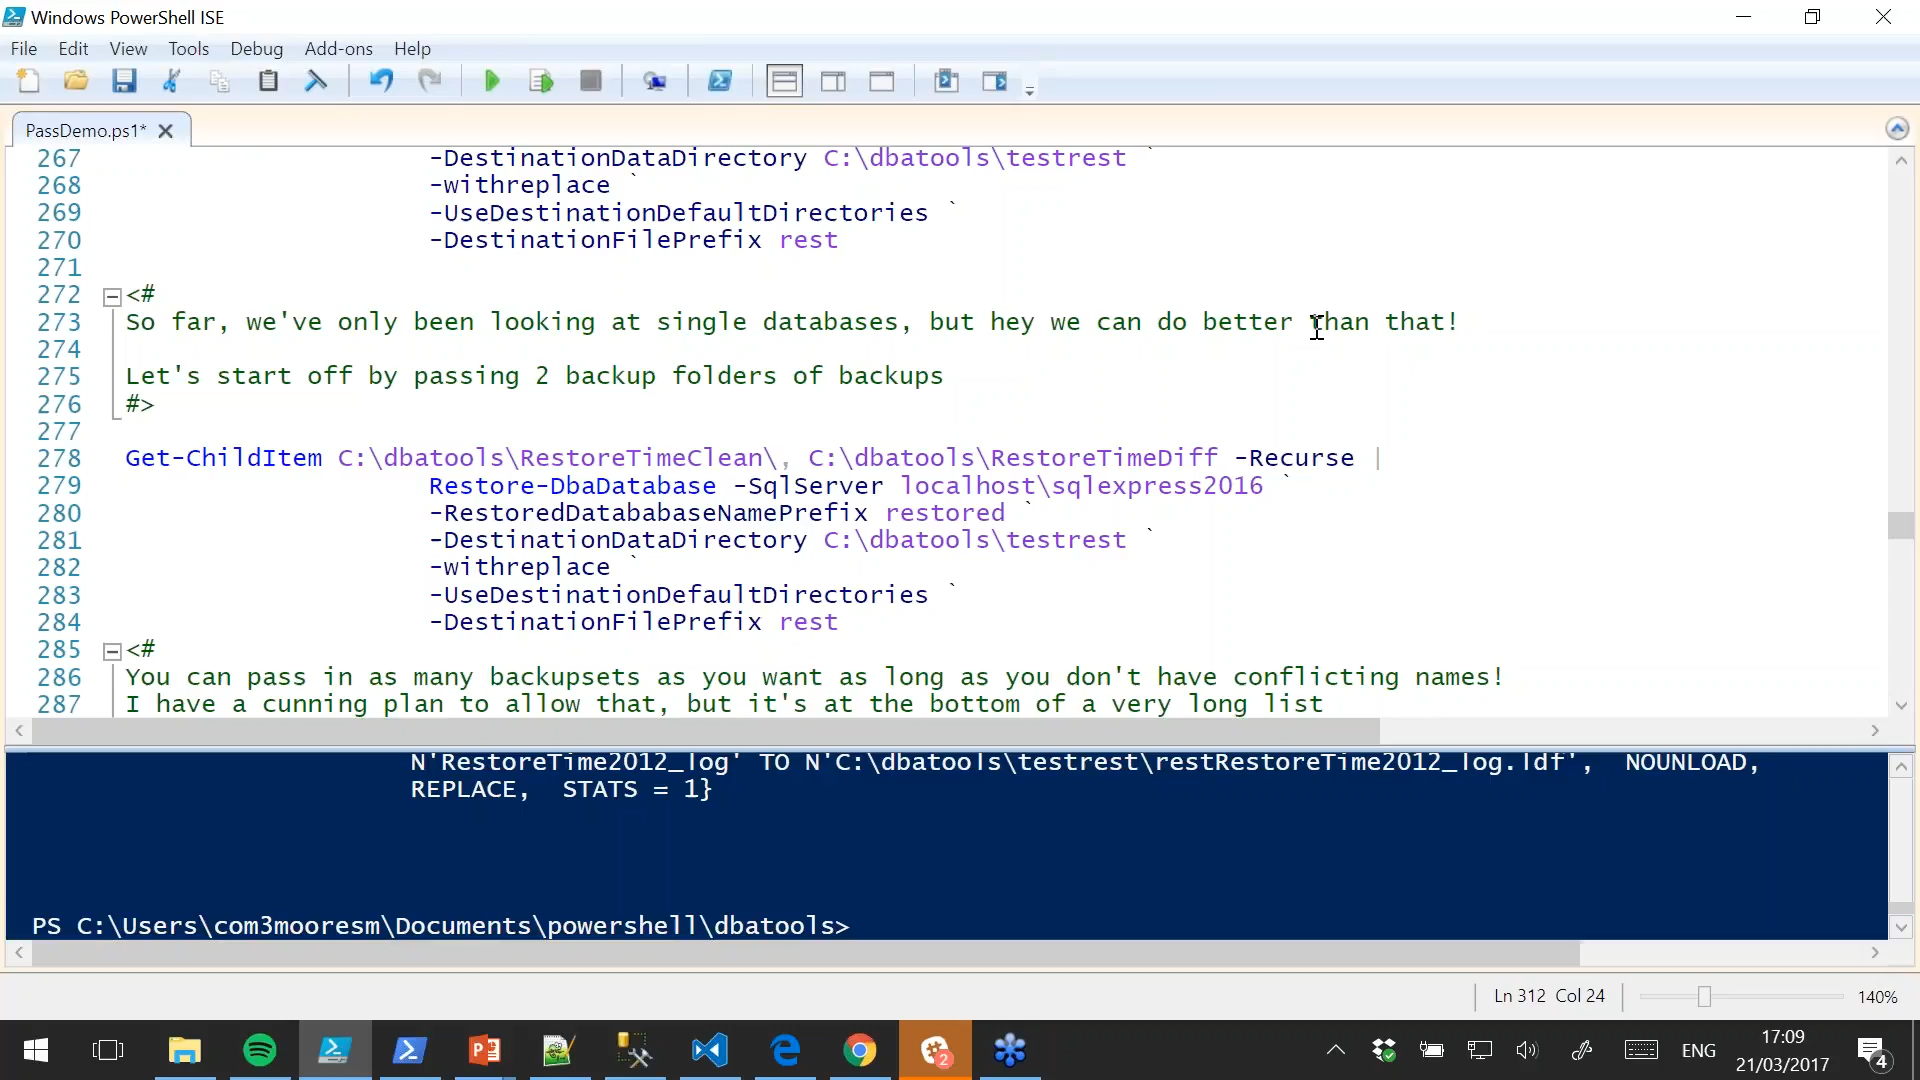 Windows PowerShell ISE
File Edit View Tools Debug Add-ons Help
PassDemo.ps1*
267 -DestinationDataDirectory C:\dbatools\testrest `
268 -withreplace `
269 -UseDestinationDefaultDirectories `
270 -DestinationFilePrefix rest
271
272 <#
273 So far, we've only been looking at single databases, but hey we can do better than that!
274
275 Let's start off by passing 2 backup folders of backups
276 #>
277
278 Get-ChildItem C:\dbatools\RestoreTimeClean\, C:\dbatools\RestoreTimeDiff -Recurse |
279 Restore-DbaDatabase -SqlServer localhost\sqlexpress2016 `
280 -RestoredDatababaseNamePrefix restored `
281 -DestinationDataDirectory C:\dbatools\testrest `
282 -withreplace `
283 -UseDestinationDefaultDirectories `
284 -DestinationFilePrefix rest
285 <#
286 You can pass in as many backupsets as you want as long as you don't have conflicting names!
287 I have a cunning plan to allow that, but it's at the bottom of a very long list
N'RestoreTime2012_log' TO N'C:\dbatools\testrest\restRestoreTime2012_log.ldf', NOUNLOAD,
REPLACE, STATS = 1}
PS C:\Users\com3mooresm\Documents\powershell\dbatools>
Ln 312 Col 24 140%
2
ENG
17:09
21/03/2017
4